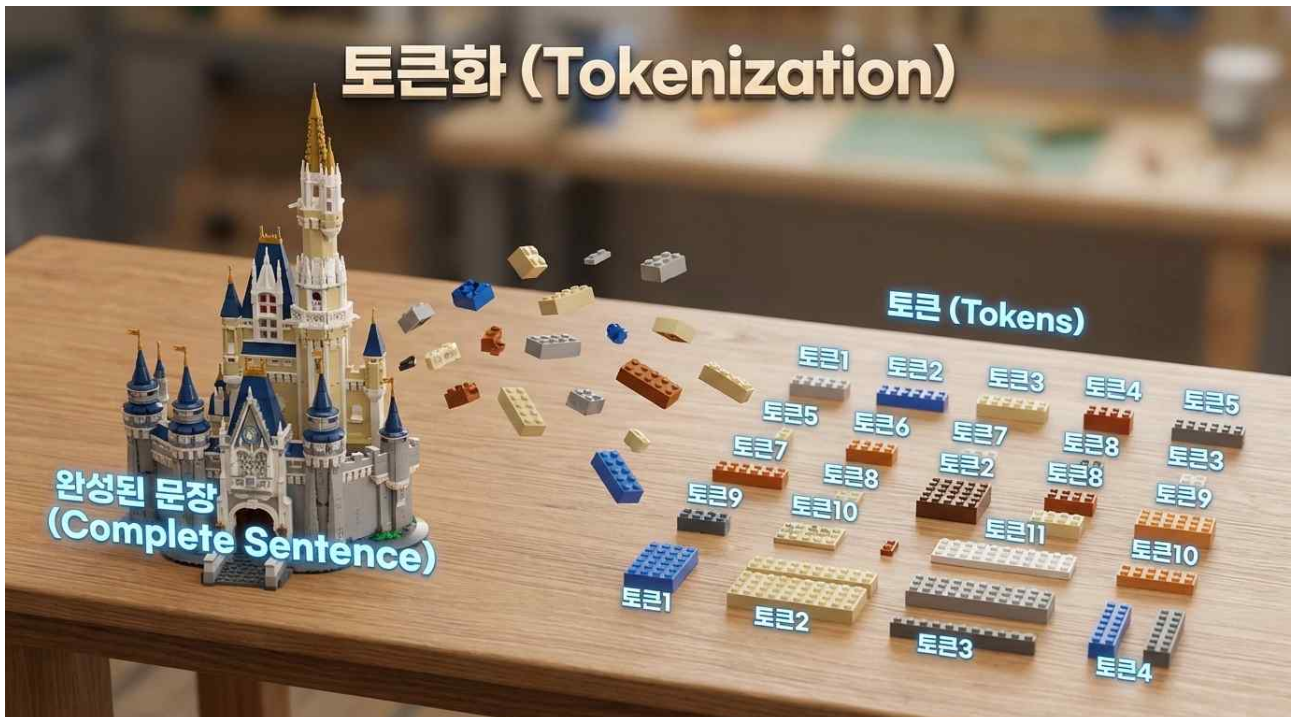 토큰화 (Tokenization)
토큰 (Tokens)
토큰1 토큰2 토큰3 토큰4 토큰5
토큰5 토큰6 토큰7 토큰8 토큰3
토큰7 토큰8 토큰2 토큰8 토큰9
토큰9 토큰10 토큰11 토큰10
토큰1 토큰2 토큰3 토큰4
완성된 문장
(Complete Sentence)